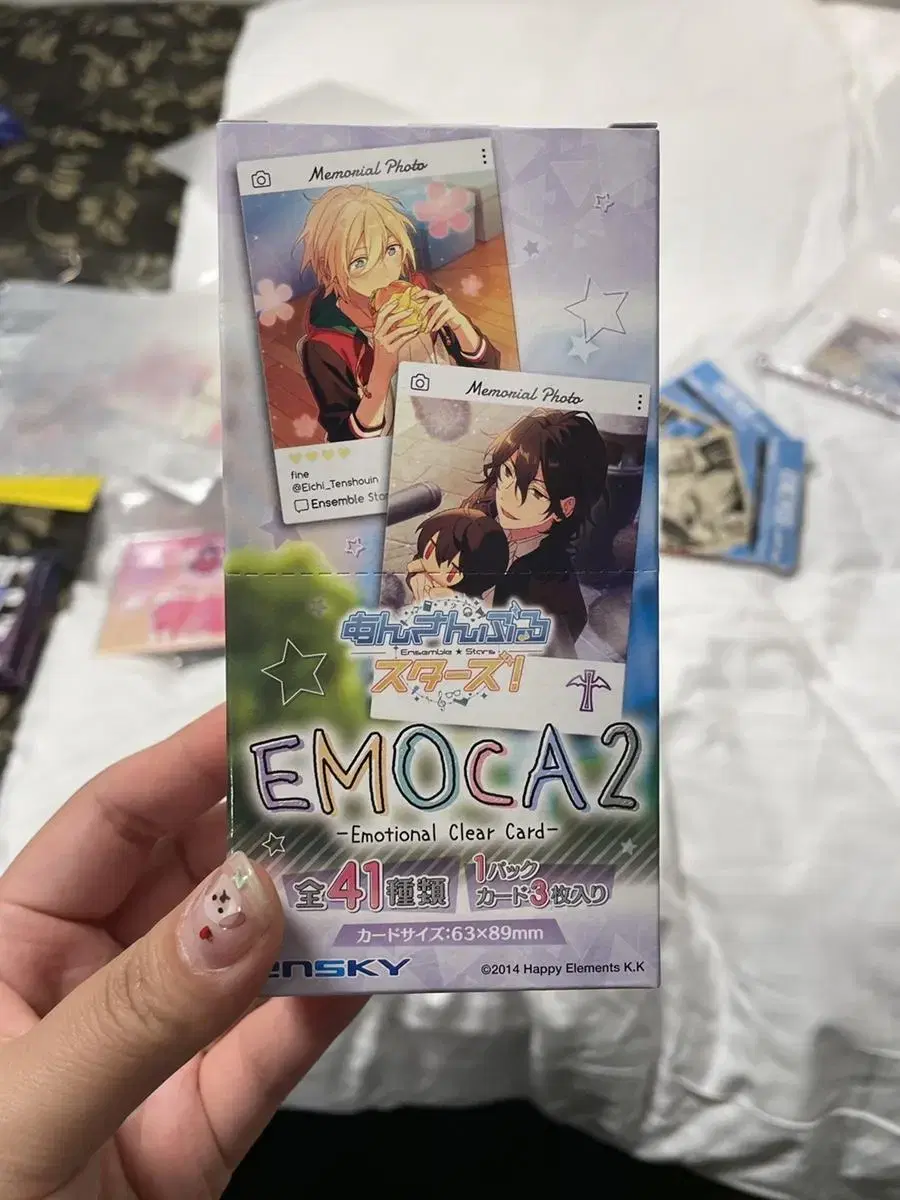 Memorial Photo
fine
@Eichi_Tenshouin
Ensemble Star
Memorial Photo
あんさんぶる
Ensemble★Stars
スターズ!
EMOCA2
-Emotional Clear Card-
全41種類
1パック
カード3枚入り
カードサイズ:63×89mm
ENSKY
©2014 Happy Elements K.K